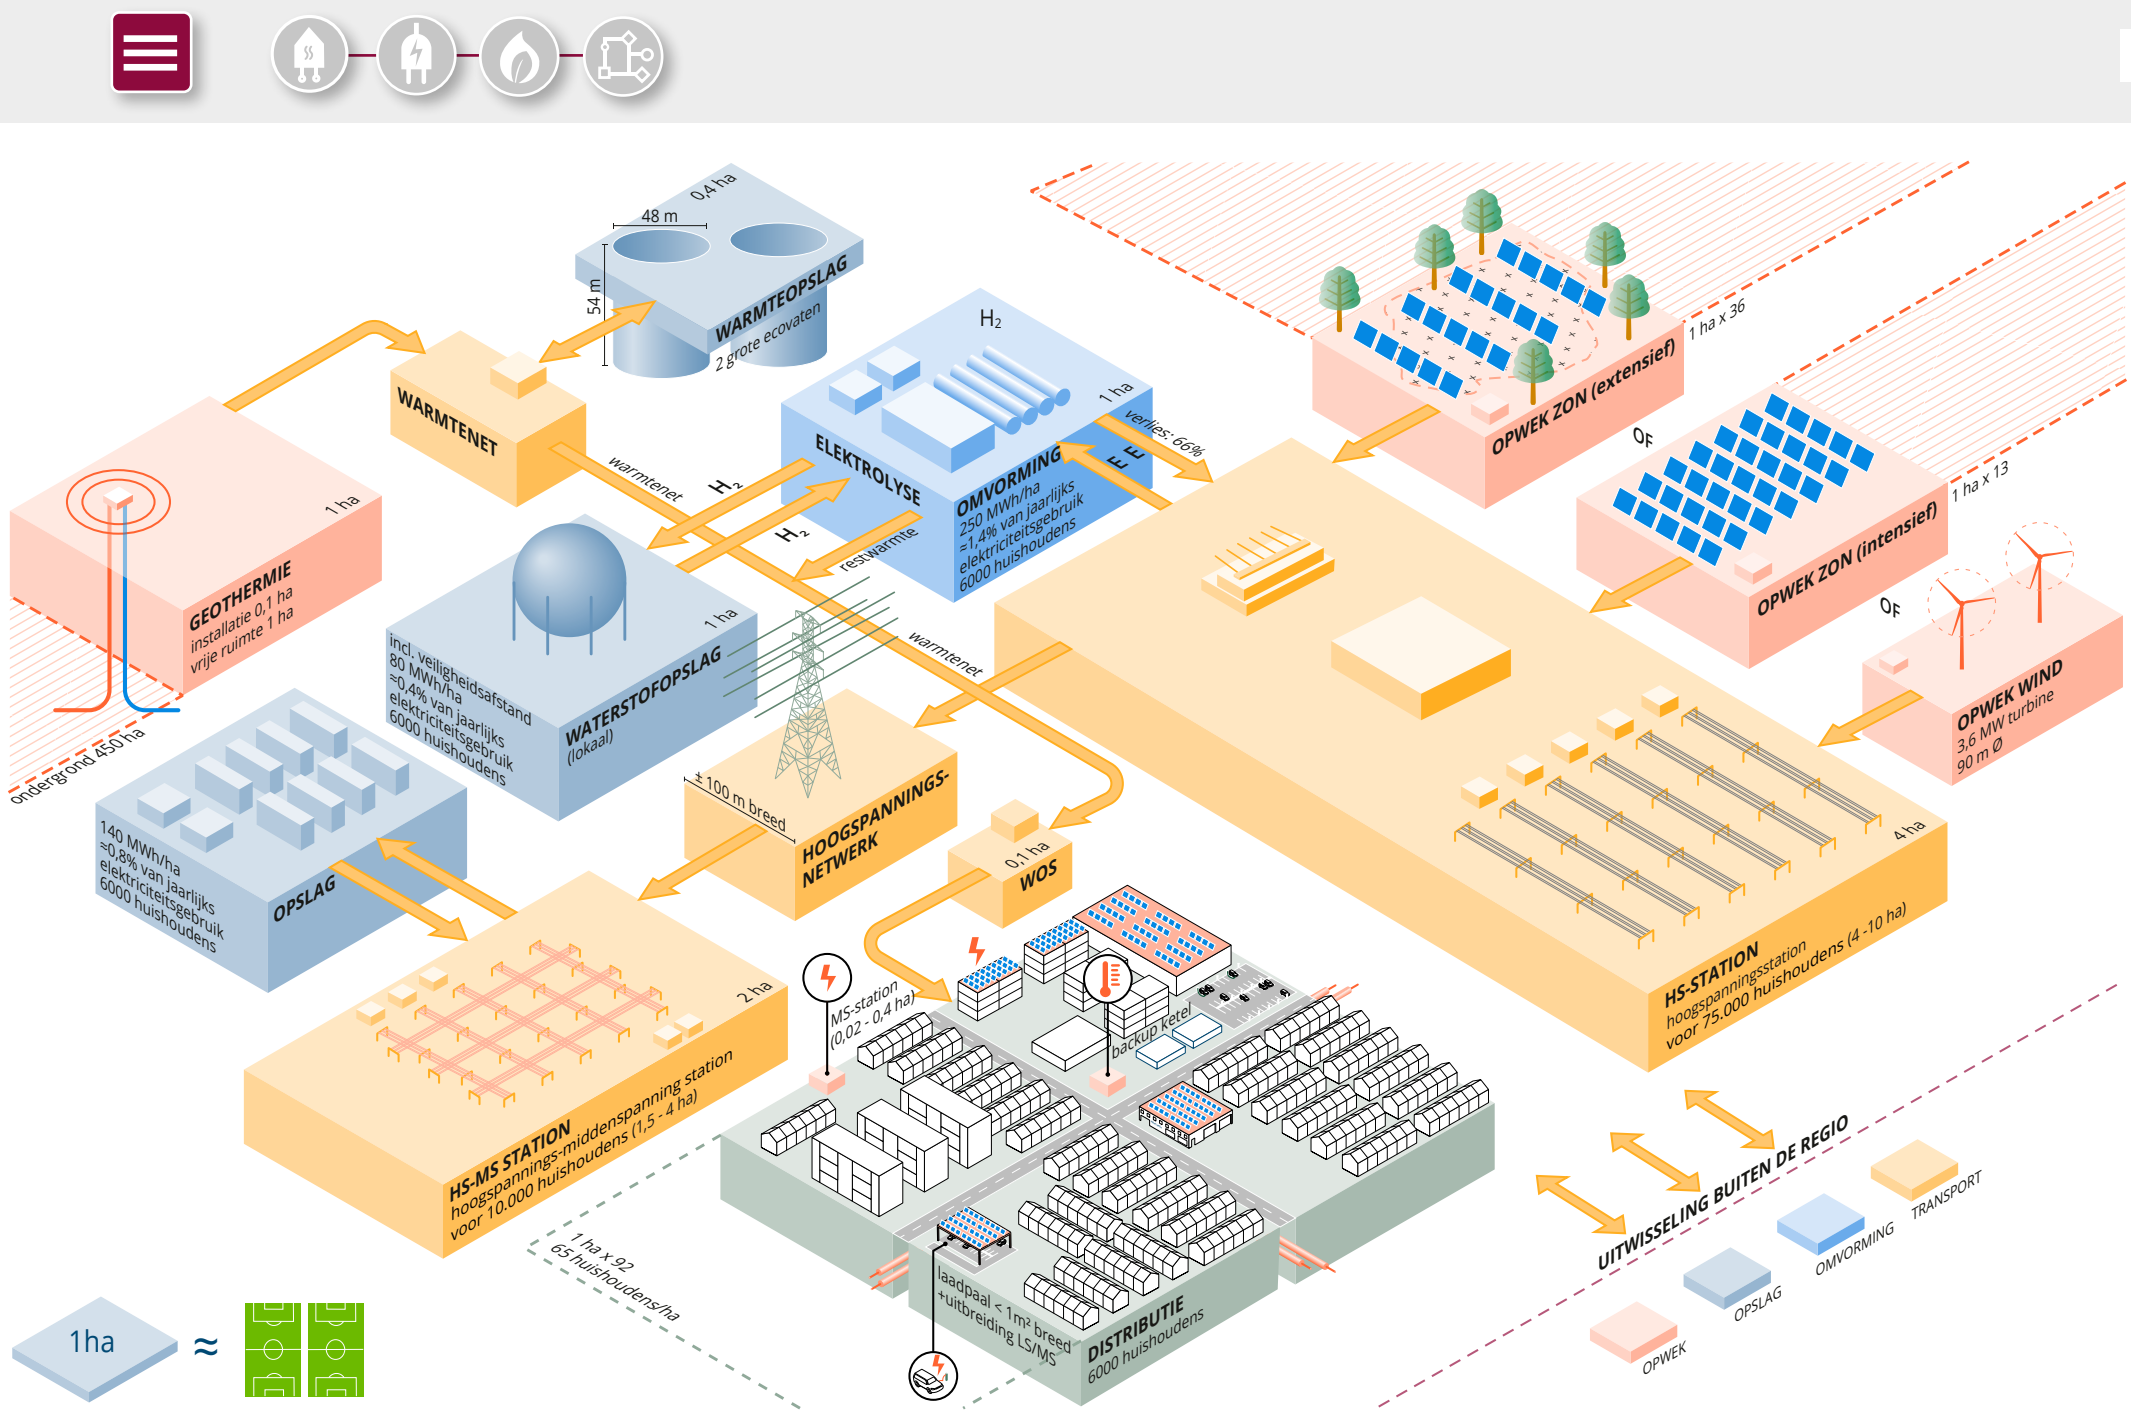 0,4 ha
48 m
54 m
WARMTEOPSLAG
2 grote ecovaten
WARMTENET
warmtenet
H₂
1 ha
ELEKTROLYSE
OMVORMING
250 MWh/ha
≈1,4% van jaarlijks
elektriciteitsgebruik
6000 huishoudens
verlies: 66%
E
E
H₂
H₂
restwarmte
warmtenet
1 ha
GEOTHERMIE
installatie 0,1 ha
vrije ruimte 1 ha
ondergrond 450 ha
1 ha
WATERSTOFOPSLAG
(lokaal)
incl. veiligheidsafstand
80 MWh/ha
≈0,4% van jaarlijks
elektriciteitsgebruik
6000 huishoudens
OPSLAG
140 MWh/ha
≈0,8% van jaarlijks
elektriciteitsgebruik
6000 huishoudens
± 100 m breed
HOOGSPANNINGS-
NETWERK
0,1 ha
WOS
1 ha x 36
OPWEK ZON (extensief)
OF
1 ha x 13
OPWEK ZON (intensief)
OF
OPWEK WIND
3,6 MW turbine
90 m Ø
4 ha
HS-STATION
hoogspanningsstation
voor 75.000 huishoudens (4 -10 ha)
2 ha
HS-MS STATION
hoogspannings-middenspanning station
voor 10.000 huishoudens (1,5 - 4 ha)
MS-station
(0,02 - 0,4 ha)
backup ketel
1 ha x 92
65 huishoudens/ha
laadpaal < 1m² breed
+uitbreiding LS/MS
DISTRIBUTIE
6000 huishoudens
UITWISSELING BUITEN DE REGIO
TRANSPORT
OMVORMING
OPSLAG
OPWEK
1ha
≈